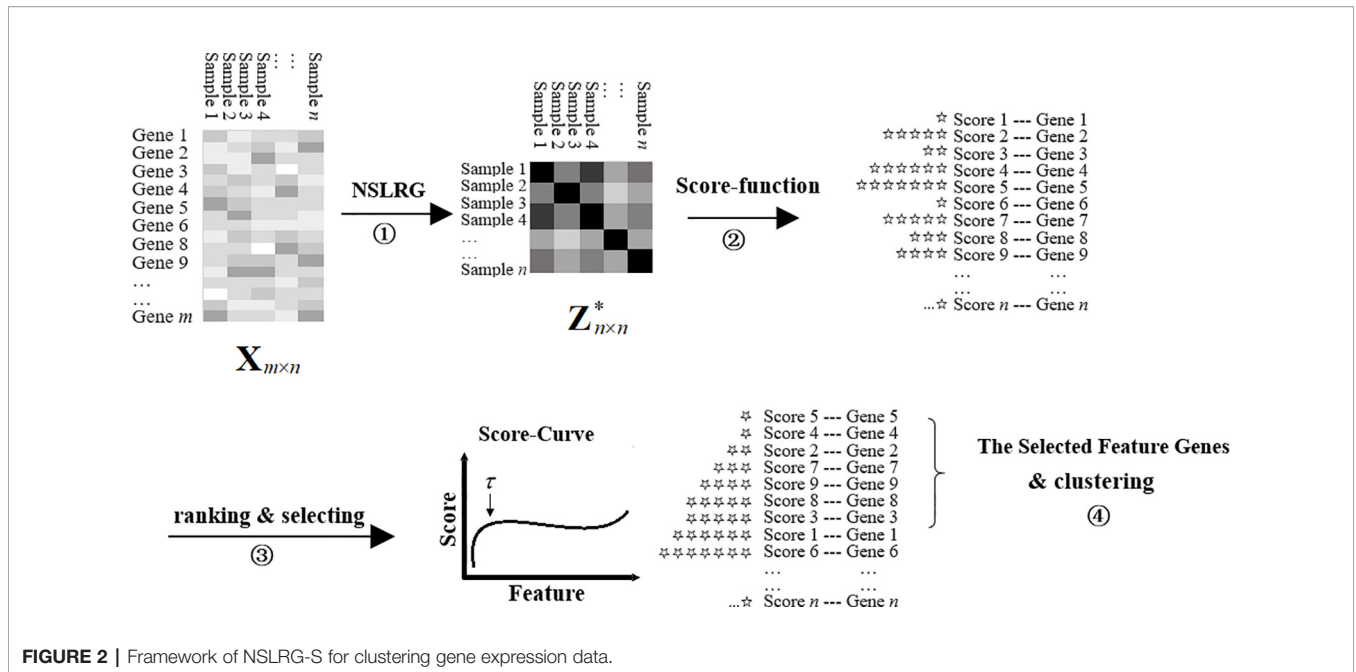 Sample 1
Sample 2
Sample 3
Sample 4
…
…
Sample n
Gene 1
Gene 2
Gene 3
Gene 4
Gene 5
Gene 6
Gene 8
Gene 9
…
…
Gene m
X m×n
NSLRG
①
Sample 1
Sample 2
Sample 3
Sample 4
…
…
Sample n
Sample 1
Sample 2
Sample 3
Sample 4
…
…
Sample n
Z* n×n
Score-function
②
☆ Score 1 --- Gene 1
☆☆☆☆☆ Score 2 --- Gene 2
☆☆ Score 3 --- Gene 3
☆☆☆☆☆☆ Score 4 --- Gene 4
☆☆☆☆☆☆☆ Score 5 --- Gene 5
☆ Score 6 --- Gene 6
☆☆☆☆☆ Score 7 --- Gene 7
☆☆☆ Score 8 --- Gene 8
☆☆☆☆ Score 9 --- Gene 9
… …
… …
...☆ Score n --- Gene n
ranking & selecting
③
Score-Curve
τ
Score
Feature
☆ Score 5 --- Gene 5
☆ Score 4 --- Gene 4
☆☆ Score 2 --- Gene 2
☆☆☆ Score 7 --- Gene 7
☆☆☆☆ Score 9 --- Gene 9
☆☆☆☆☆ Score 8 --- Gene 8
☆☆☆☆☆ Score 3 --- Gene 3
☆☆☆☆☆☆ Score 1 --- Gene 1
☆☆☆☆☆☆☆ Score 6 --- Gene 6
… …
… …
...☆ Score n --- Gene n
The Selected Feature Genes
& clustering
④
FIGURE 2 | Framework of NSLRG-S for clustering gene expression data.